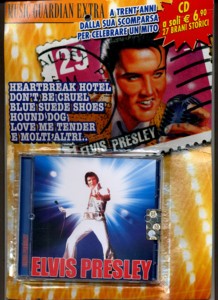 MUSIC GUARDIAN EXTRA
A TRENT'ANNI
DALLA SUA SCOMPARSA
PER CELEBRARE UN MITO
CD
a soli € 6,90
27 BRANI STORICI
29
HEARTBREAK HOTEL
DON'T BE CRUEL
BLUE SUEDE SHOES
HOUND DOG
LOVE ME TENDER
E MOLTI ALTRI..
ELVIS PRESLEY
ELVIS PRESLEY